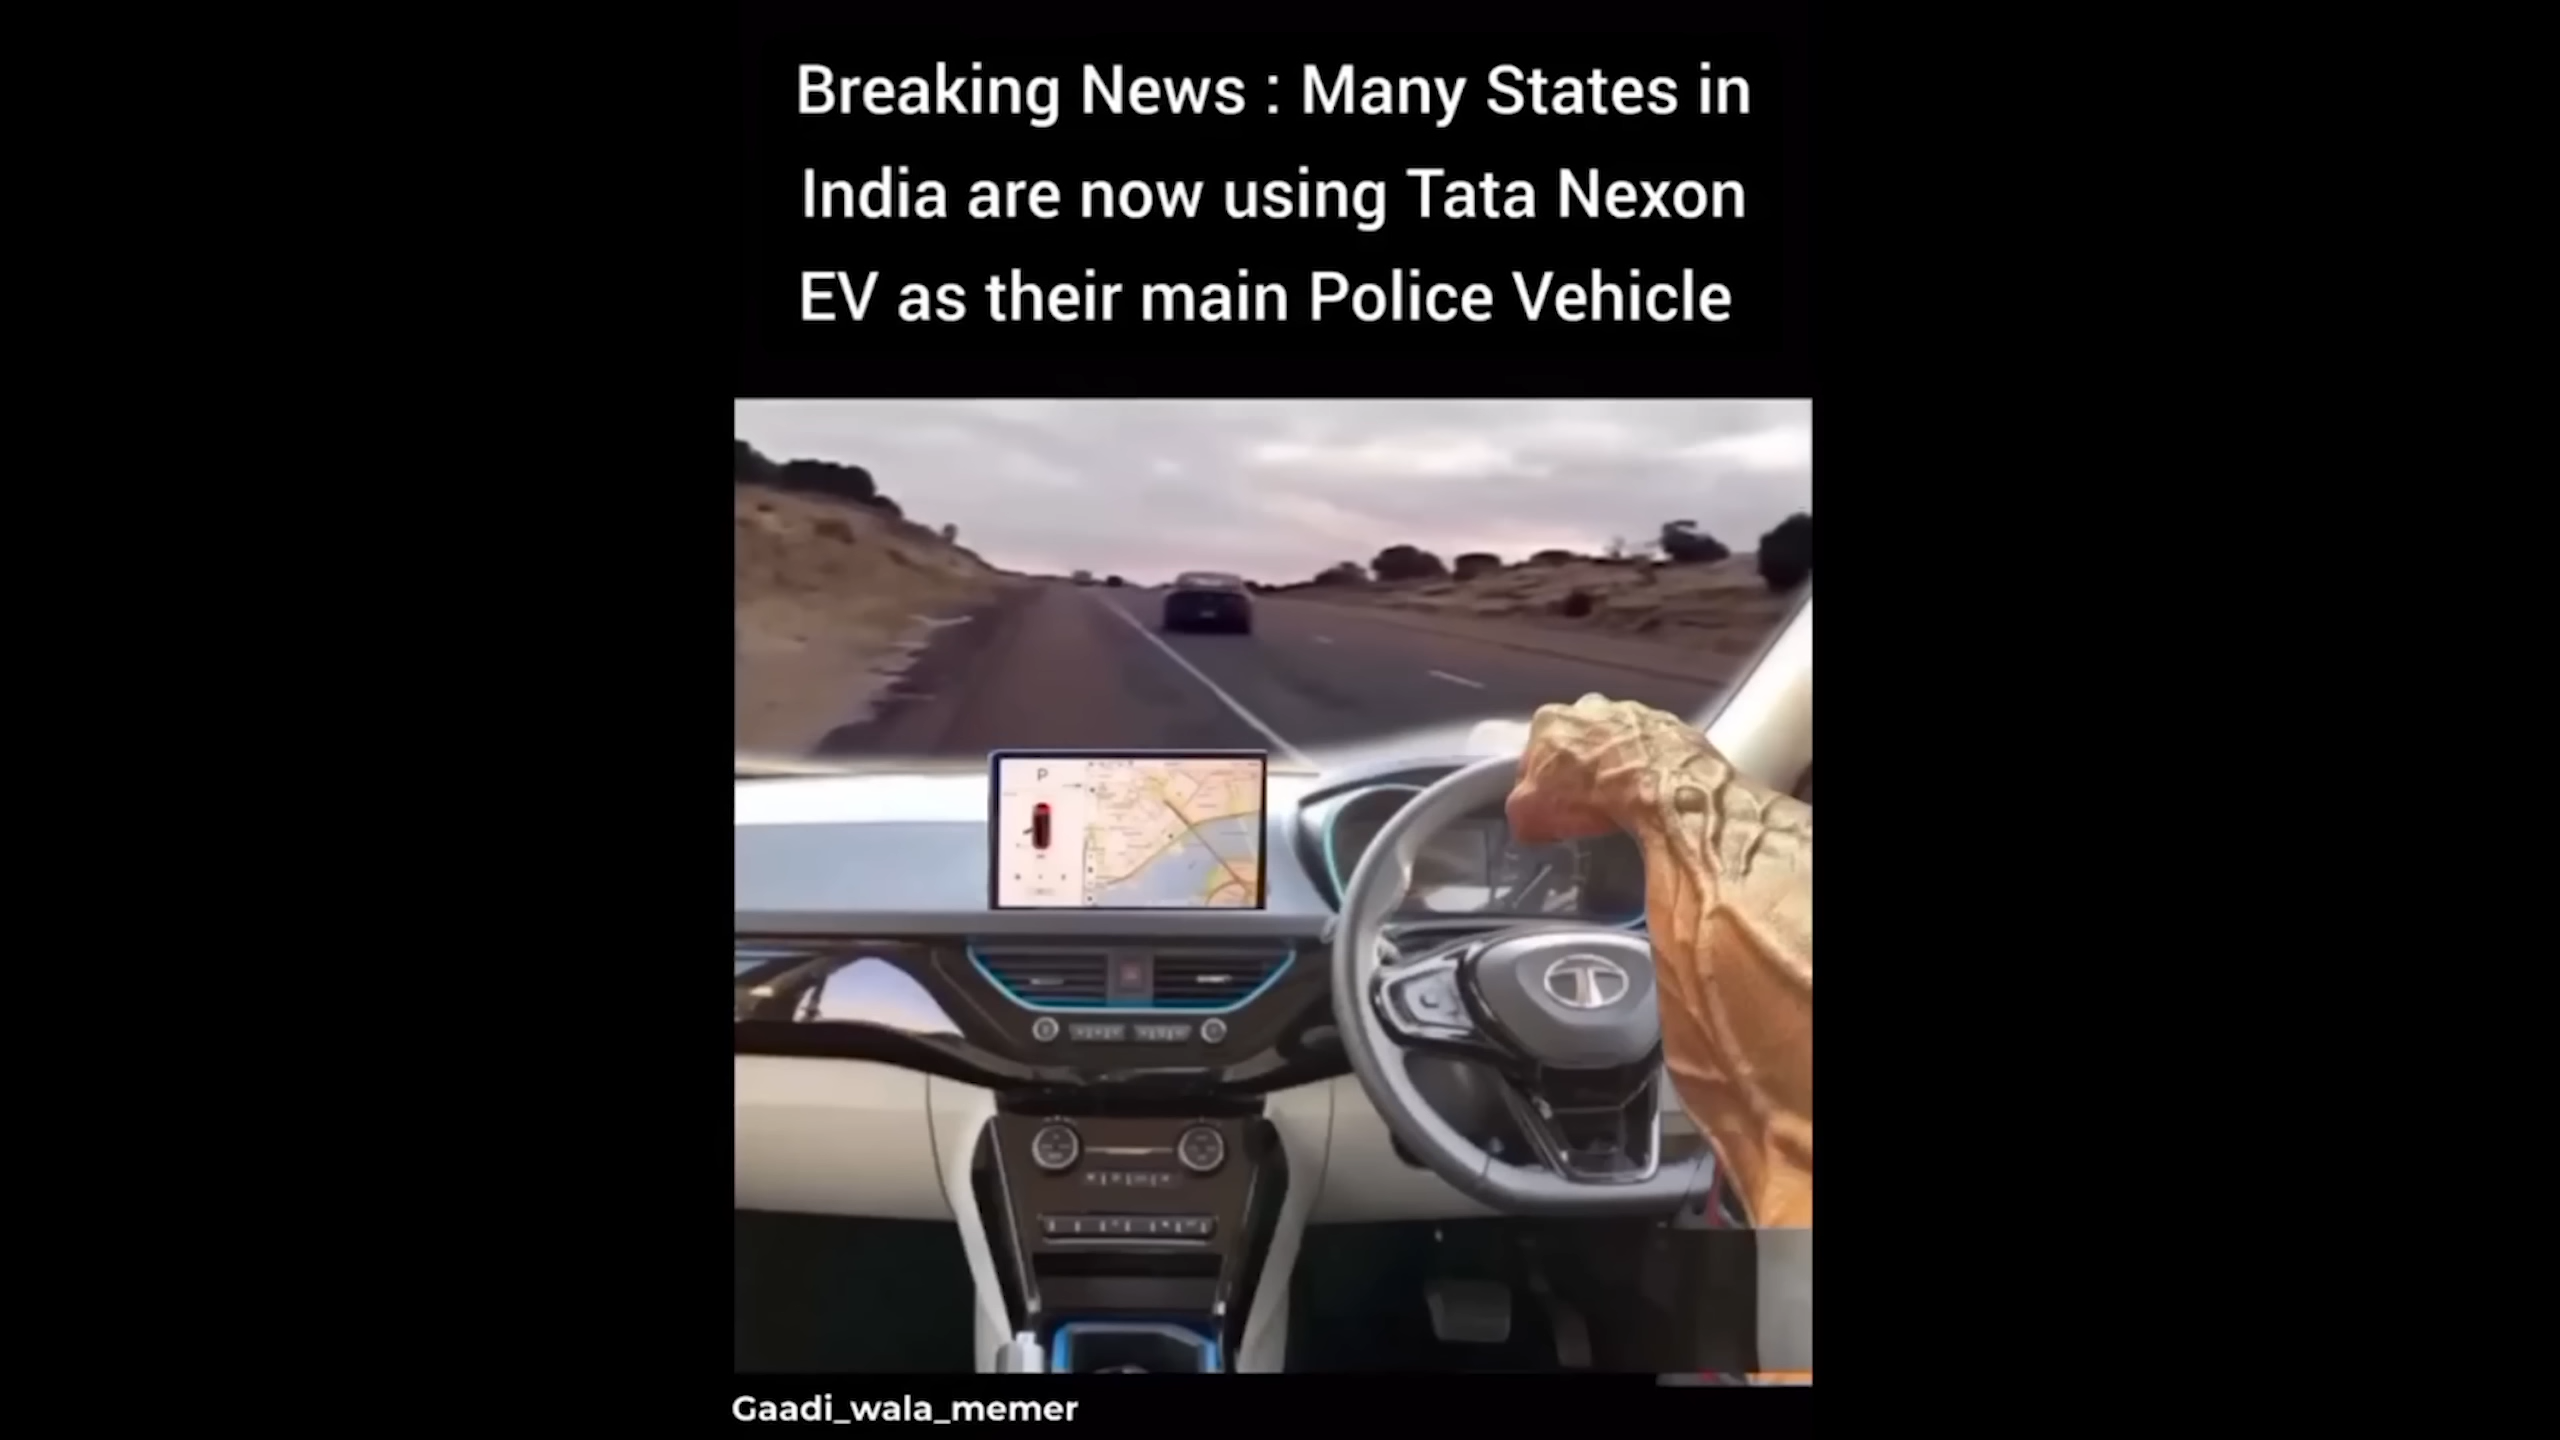 Breaking News : Many States in
India are now using Tata Nexon
EV as their main Police Vehicle
P
Gaadi_wala_memer